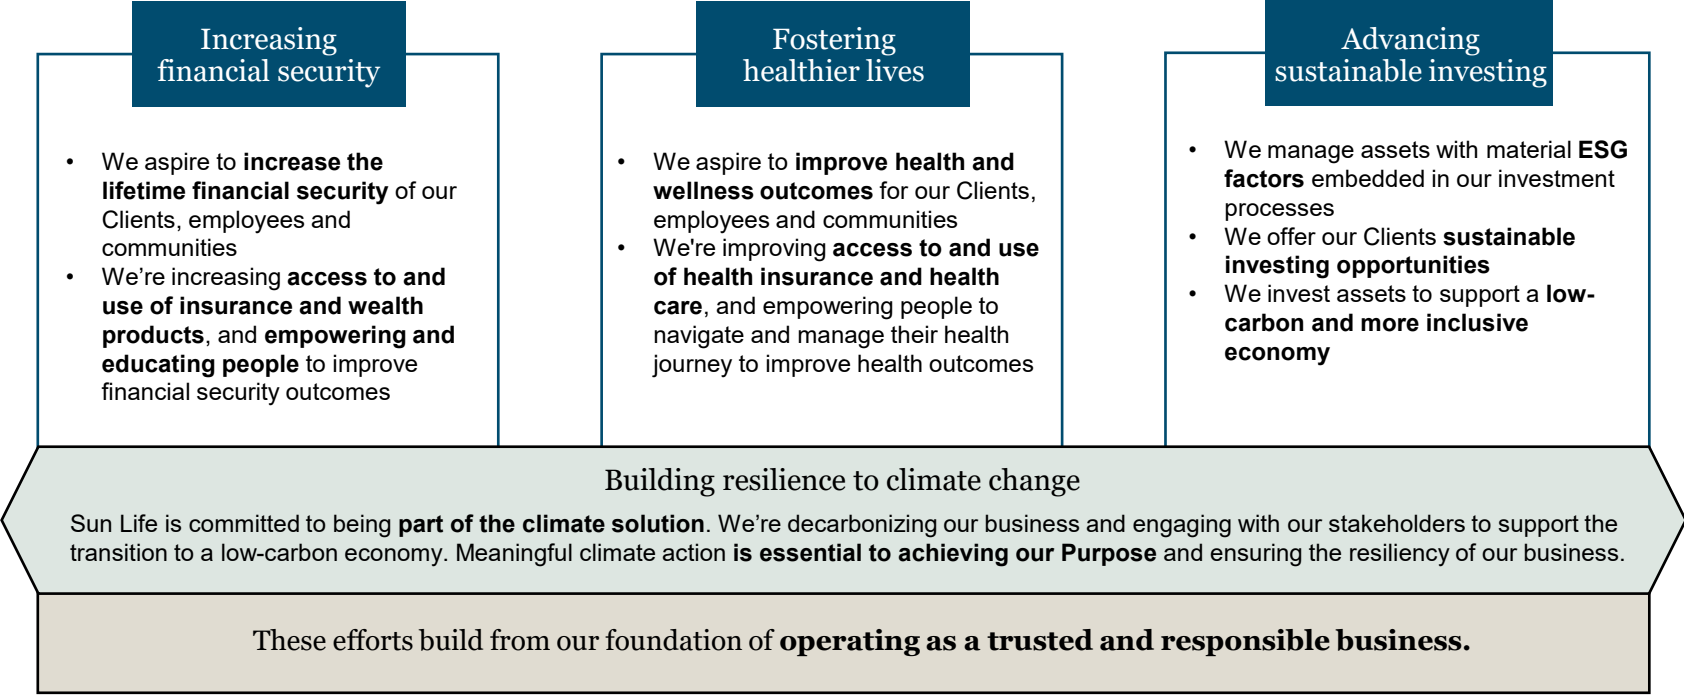 Increasing
financial security
• We aspire to increase the
lifetime financial security of our
Clients, employees and
communities
• We’re increasing access to and
use of insurance and wealth
products, and empowering and
educating people to improve
financial security outcomes
Fostering
healthier lives
• We aspire to improve health and
wellness outcomes for our Clients,
employees and communities
• We're improving access to and use
of health insurance and health
care, and empowering people to
navigate and manage their health
journey to improve health outcomes
Advancing
sustainable investing
• We manage assets with material ESG
factors embedded in our investment
processes
• We offer our Clients sustainable
investing opportunities
• We invest assets to support a low-
carbon and more inclusive
economy
Building resilience to climate change
Sun Life is committed to being part of the climate solution. We’re decarbonizing our business and engaging with our stakeholders to support the
transition to a low-carbon economy. Meaningful climate action is essential to achieving our Purpose and ensuring the resiliency of our business.
These efforts build from our foundation of operating as a trusted and responsible business.